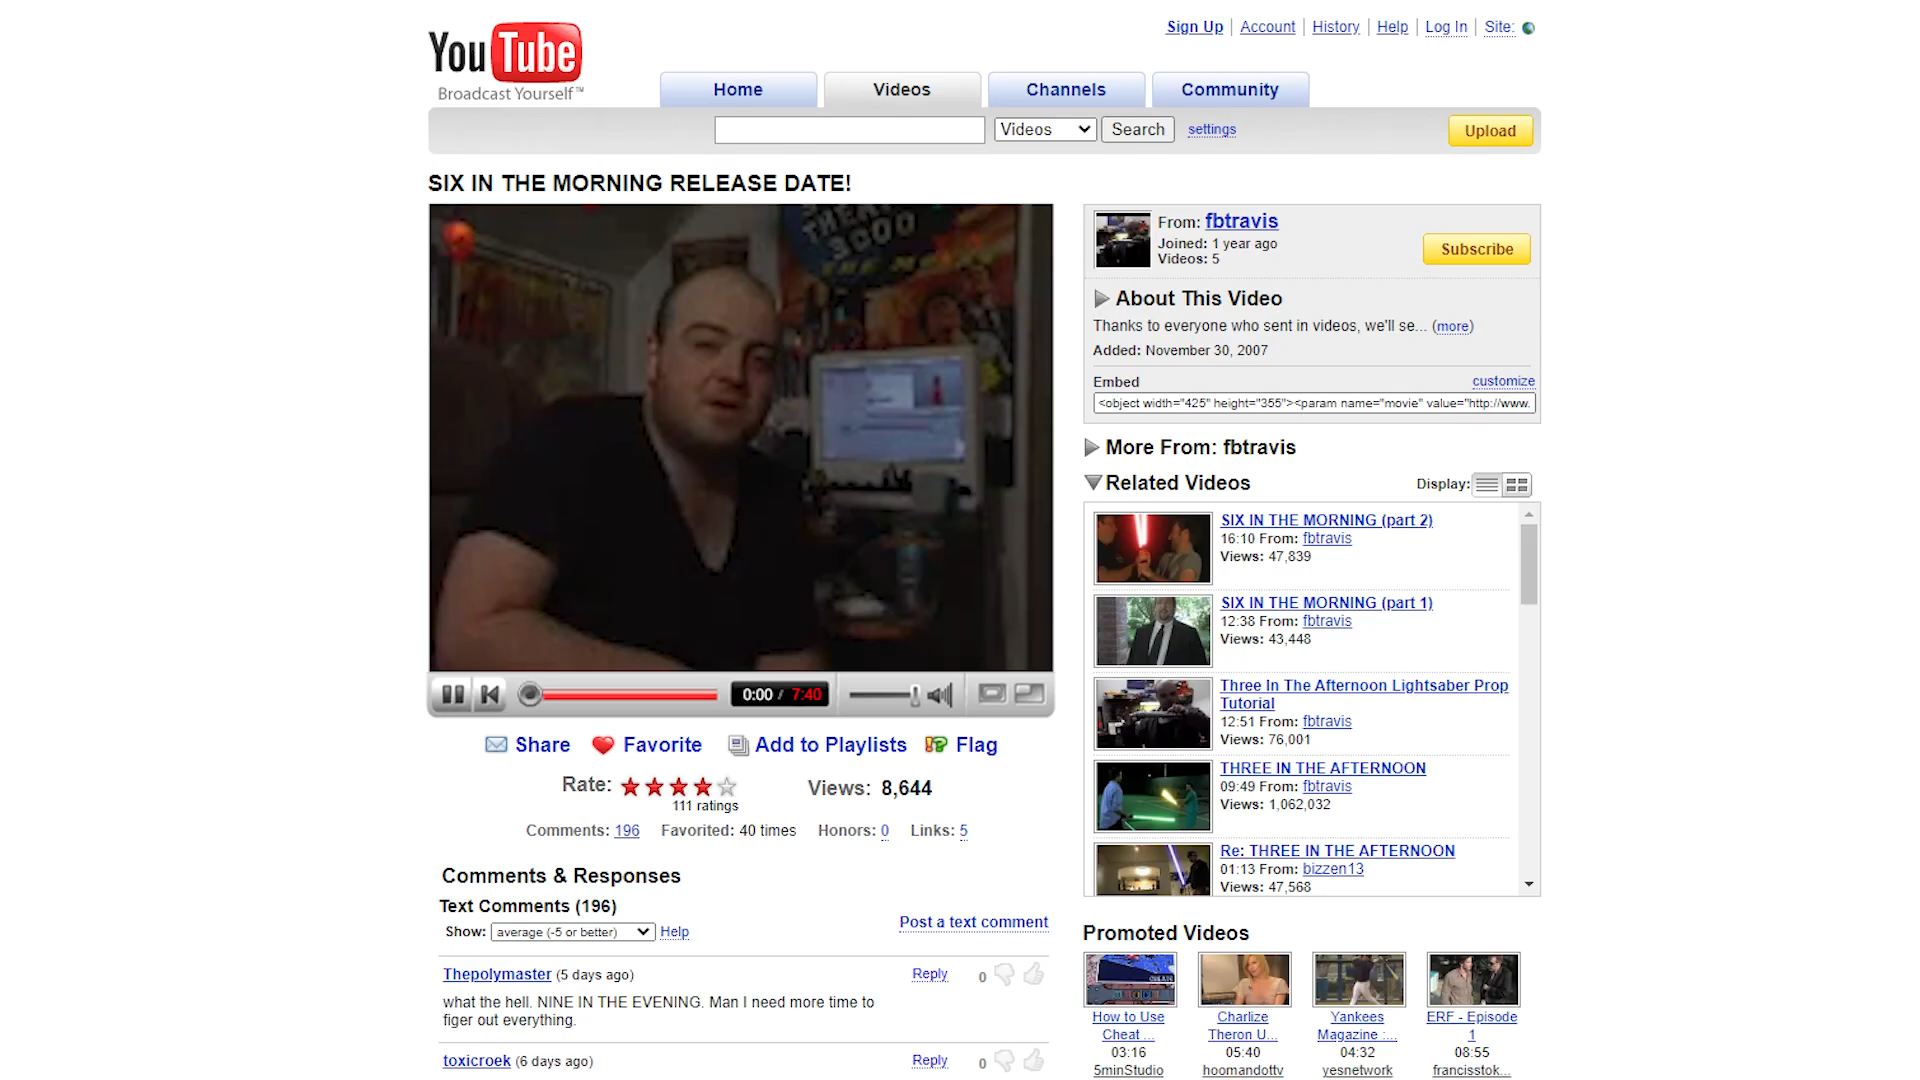 Sign Up | Account | History | Help | Log In | Site:
YouTube
Broadcast Yourself™
Home
Videos
Channels
Community
Videos
Search
settings
Upload
SIX IN THE MORNING RELEASE DATE!
3000
THE MOVIE
From: fbtravis
Joined: 1 year ago
Videos: 5
Subscribe
About This Video
Thanks to everyone who sent in videos, we'll se... (more)
Added: November 30, 2007
Embed
customize
<object width="425" height="355"><param name="movie" value="http://www.
More From: fbtravis
Related Videos
Display:
SIX IN THE MORNING (part 2)
16:10 From: fbtravis
Views: 47,839
SIX IN THE MORNING (part 1)
12:38 From: fbtravis
Views: 43,448
Three In The Afternoon Lightsaber Prop
Tutorial
12:51 From: fbtravis
Views: 76,001
THREE IN THE AFTERNOON
09:49 From: fbtravis
Views: 1,062,032
Re: THREE IN THE AFTERNOON
01:13 From: bizzen13
Views: 47,568
0:00 / 7:40
Share
Favorite
Add to Playlists
Flag
Rate:
111 ratings
Views: 8,644
Comments: 196
Favorited: 40 times
Honors: 0
Links: 5
Comments & Responses
Text Comments (196)
Show: average (-5 or better) Help
Post a text comment
Thepolymaster (5 days ago)
Reply
0
what the hell. NINE IN THE EVENING. Man I need more time to
figer out everything.
toxicroek (6 days ago)
Reply
0
Promoted Videos
How to Use
Cheat ...
03:16
5minStudio
Charlize
Theron U...
05:40
hoomandottv
Yankees
Magazine :...
04:32
yesnetwork
ERF - Episode
1
08:55
francisstok...